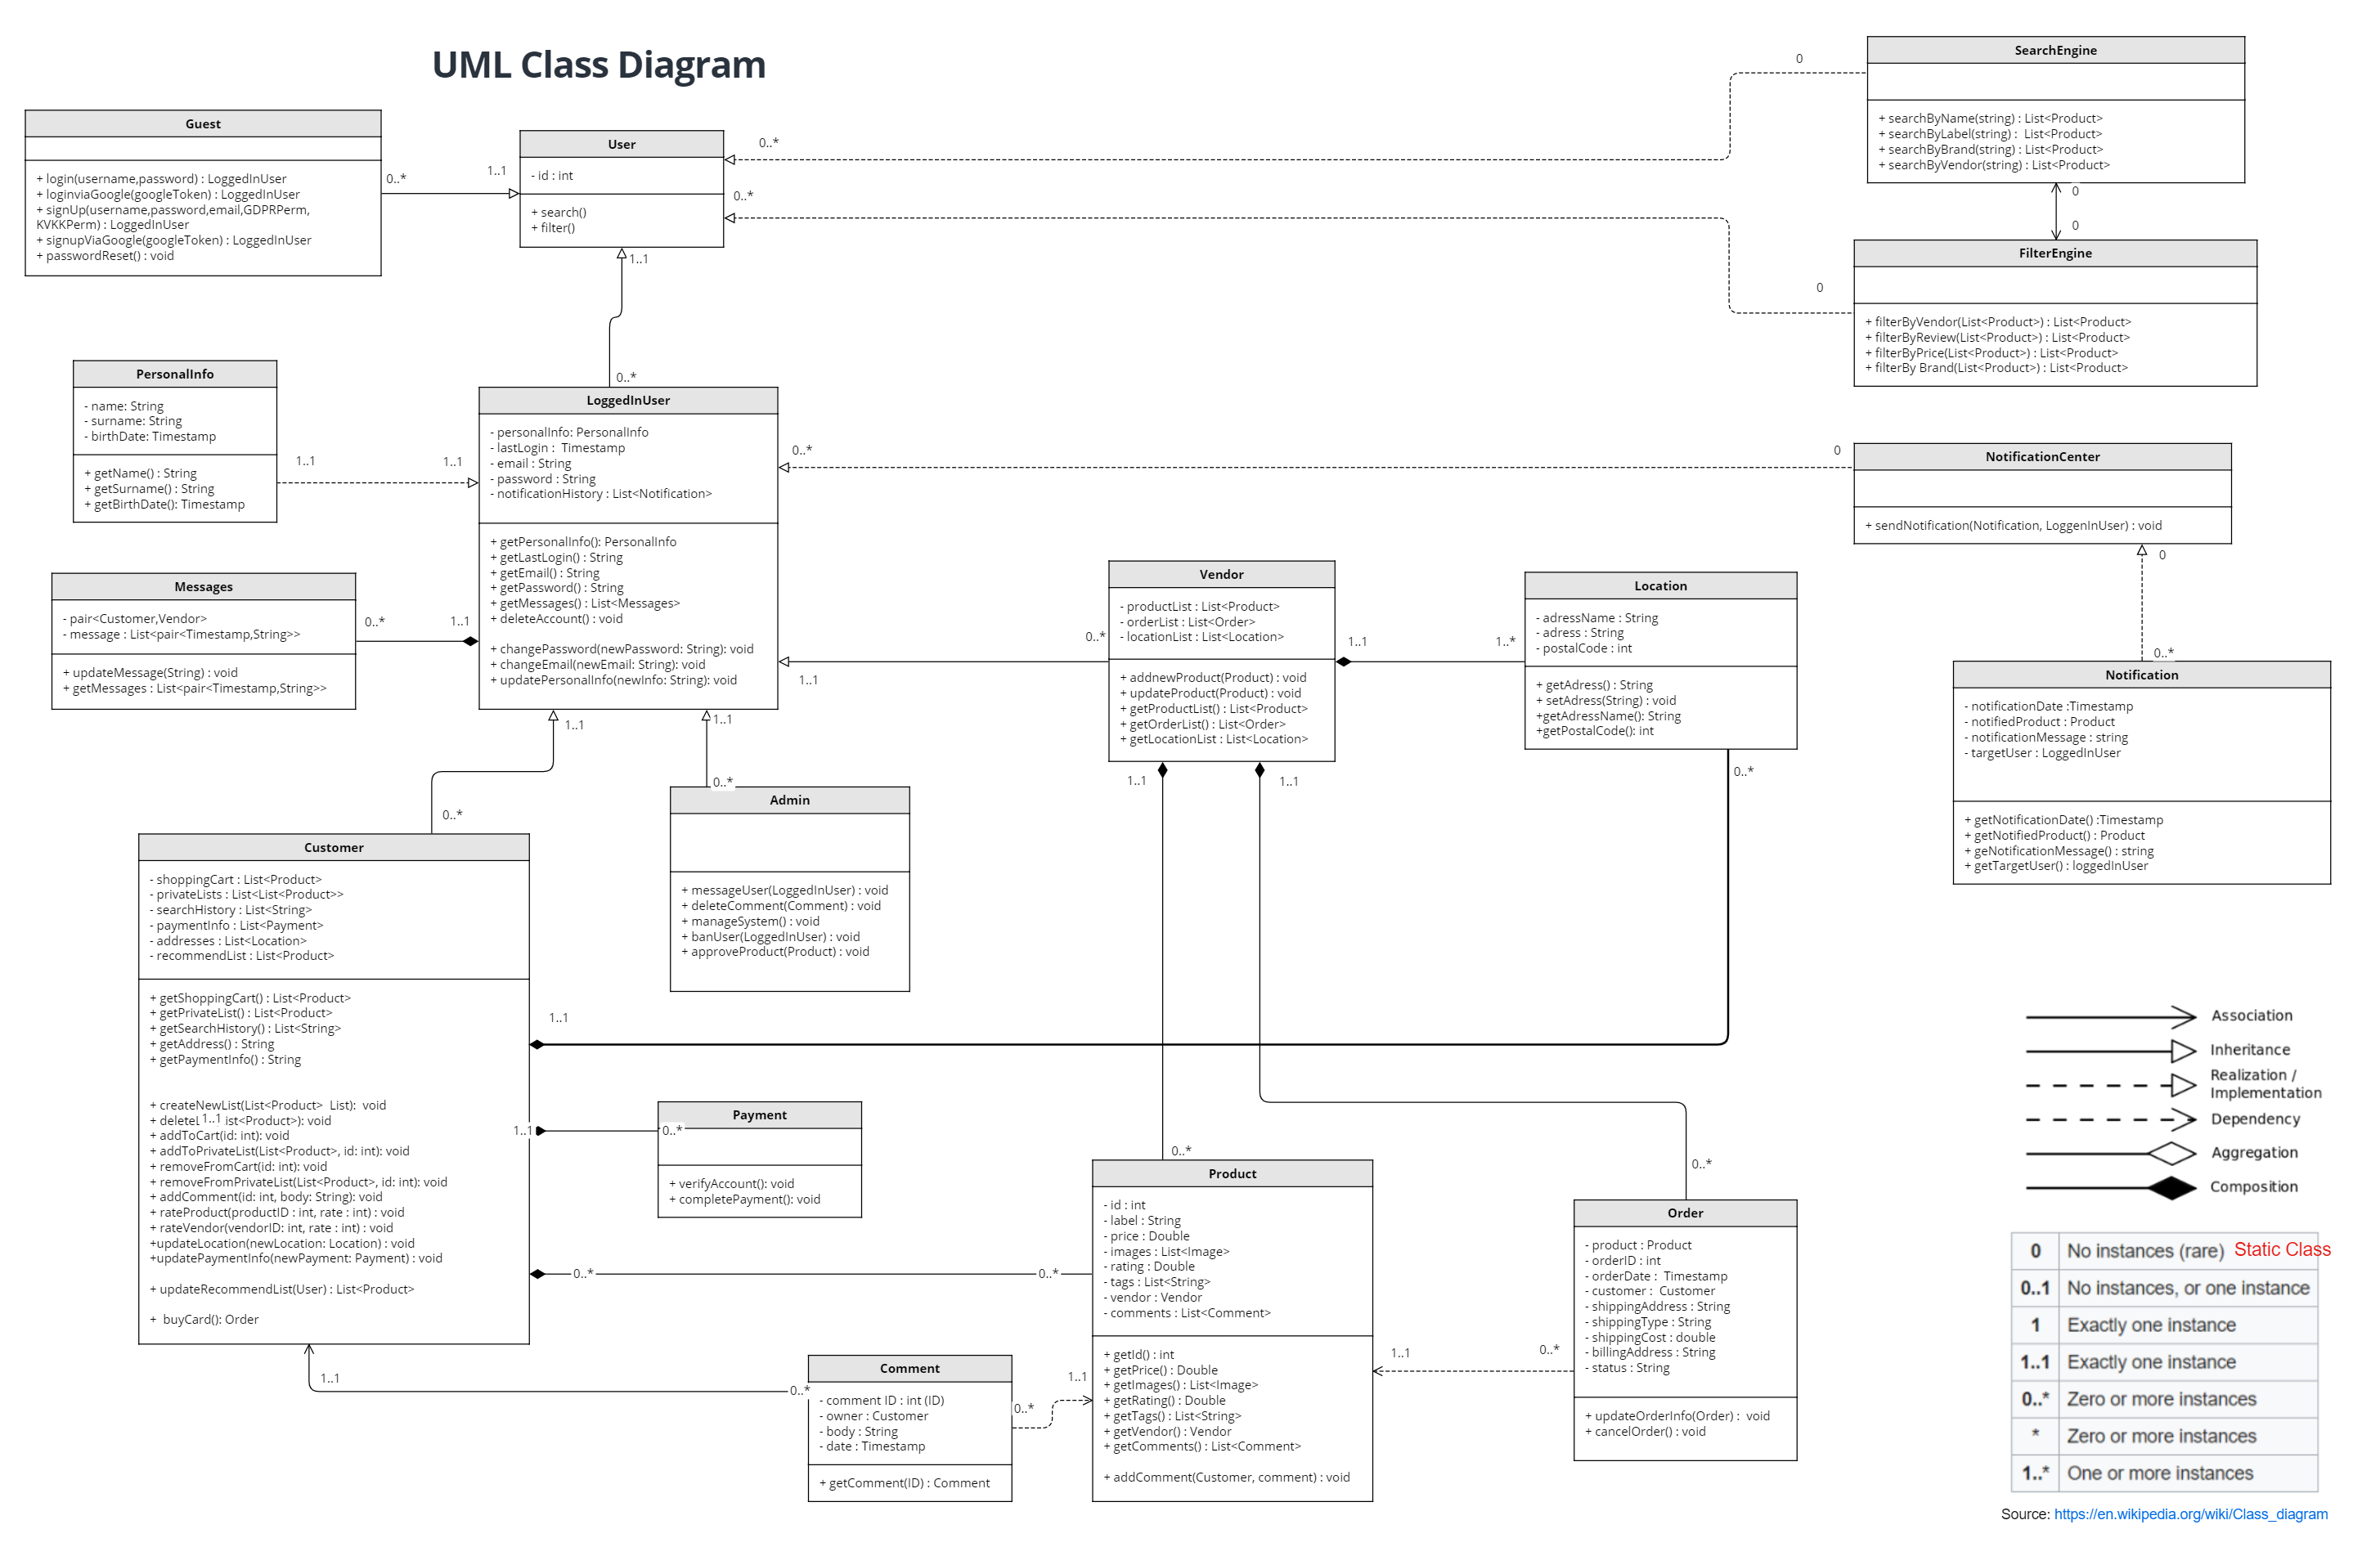 UML Class Diagram
Guest
+ login(username,password) : LoggedInUser
+ loginviaGoogle(googleToken) : LoggedInUser
+ signUp(username,password,email,GDPRPerm,
KVKKPerm) : LoggedInUser
+ signupViaGoogle(googleToken) : LoggedInUser
+ passwordReset() : void
0..*
1..1
User
- id : int
+ search()
+ filter()
0..*
0
0..*
0
1..1
0..*
SearchEngine
+ searchByName(string) : List<Product>
+ searchByLabel(string) :  List<Product>
+ searchByBrand(string) : List<Product>
+ searchByVendor(string) : List<Product>
0
0
FilterEngine
+ filterByVendor(List<Product>) : List<Product>
+ filterByReview(List<Product>) : List<Product>
+ filterByPrice(List<Product>) : List<Product>
+ filterBy Brand(List<Product>) : List<Product>
PersonalInfo
- name: String
- surname: String
- birthDate: Timestamp
+ getName() : String
+ getSurname() : String
+ getBirthDate(): Timestamp
1..1
1..1
LoggedInUser
- personalInfo: PersonalInfo
- lastLogin :  Timestamp
- email : String
- password : String
- notificationHistory : List<Notification>
+ getPersonalInfo(): PersonalInfo
+ getLastLogin() : String
+ getEmail() : String
+ getPassword() : String
+ getMessages() : List<Messages>
+ deleteAccount() : void
+ changePassword(newPassword: String): void
+ changeEmail(newEmail: String): void
+ updatePersonalInfo(newInfo: String): void
0..*
0
NotificationCenter
+ sendNotification(Notification, LoggenInUser) : void
0
0..*
Messages
- pair<Customer,Vendor>
- message : List<pair<Timestamp,String>>
+ updateMessage(String) : void
+ getMessages : List<pair<Timestamp,String>>
0..*
1..1
1..1
0..*
Vendor
- productList : List<Product>
- orderList : List<Order>
- locationList : List<Location>
+ addnewProduct(Product) : void
+ updateProduct(Product) : void
+ getProductList() : List<Product>
+ getOrderList() : List<Order>
+ getLocationList : List<Location>
1..1
1..*
Location
- adressName : String
- adress : String
- postalCode : int
+ getAdress() : String
+ setAdress(String) : void
+getAdressName(): String
+getPostalCode(): int
Notification
- notificationDate :Timestamp
- notifiedProduct : Product
- notificationMessage : string
- targetUser : LoggedInUser
+ getNotificationDate() :Timestamp
+ getNotifiedProduct() : Product
+ geNotificationMessage() : string
+ getTargetUser() : loggedInUser
1..1
1..1
0..*
0..*
1..1
1..1
0..*
Admin
+ messageUser(LoggedInUser) : void
+ deleteComment(Comment) : void
+ manageSystem() : void
+ banUser(LoggedInUser) : void
+ approveProduct(Product) : void
Customer
- shoppingCart : List<Product>
- privateLists : List<List<Product>>
- searchHistory : List<String>
- paymentInfo : List<Payment>
- addresses : List<Location>
- recommendList : List<Product>
+ getShoppingCart() : List<Product>
+ getPrivateList() : List<Product>
+ getSearchHistory() : List<String>
+ getAddress() : String
+ getPaymentInfo() : String
+ createNewList(List<Product>  List):  void
+ deleteL 1..1 ist<Product>): void
+ addToCart(id: int): void
+ addToPrivateList(List<Product>, id: int): void
+ removeFromCart(id: int): void
+ removeFromPrivateList(List<Product>, id: int): void
+ addComment(id: int, body: String): void
+ rateProduct(productID : int, rate : int) : void
+ rateVendor(vendorID: int, rate : int) : void
+updateLocation(newLocation: Location) : void
+updatePaymentInfo(newPayment: Payment) : void
+ updateRecommendList(User) : List<Product>
+  buyCard(): Order
1..1
1..1
0..*
Payment
+ verifyAccount(): void
+ completePayment(): void
0..*
0..*
0..*
0..*
Product
- id : int
- label : String
- price : Double
- images : List<Image>
- rating : Double
- tags : List<String>
- vendor : Vendor
- comments : List<Comment>
+ getId() : int
+ getPrice() : Double
+ getImages() : List<Image>
+ getRating() : Double
+ getTags() : List<String>
+ getVendor() : Vendor
+ getComments() : List<Comment>
+ addComment(Customer, comment) : void
Order
- product : Product
- orderID : int
- orderDate :  Timestamp
- customer :  Customer
- shippingAddress : String
- shippingType : String
- shippingCost : double
- billingAddress : String
- status : String
+ updateOrderInfo(Order) :  void
+ cancelOrder() : void
1..1
0..*
1..1
0..*
Comment
- comment ID : int (ID)
- owner : Customer
- body : String
- date : Timestamp
+ getComment(ID) : Comment
0..*
1..1
Association
Inheritance
Realization /
Implementation
Dependency
Aggregation
Composition
0 No instances (rare) Static Class
0..1 No instances, or one instance
1 Exactly one instance
1..1 Exactly one instance
0..* Zero or more instances
* Zero or more instances
1..* One or more instances
Source: https://en.wikipedia.org/wiki/Class_diagram